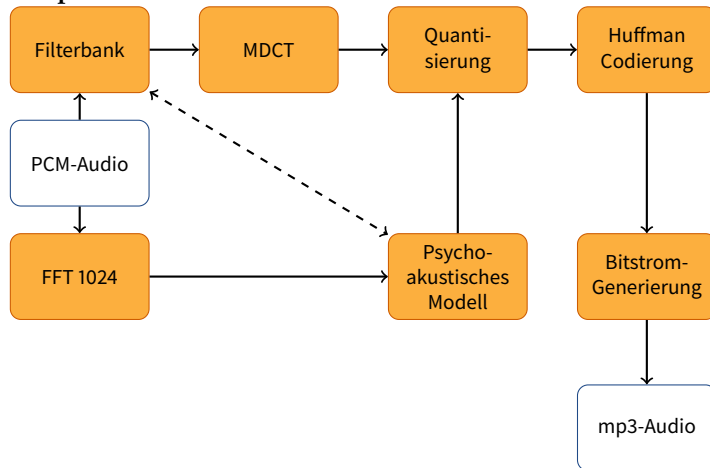 Filterbank
MDCT
Quanti-
sierung
Huffman
Codierung
PCM-Audio
FFT 1024
Psycho-
akustisches
Modell
Bitstrom-
Generierung
mp3-Audio